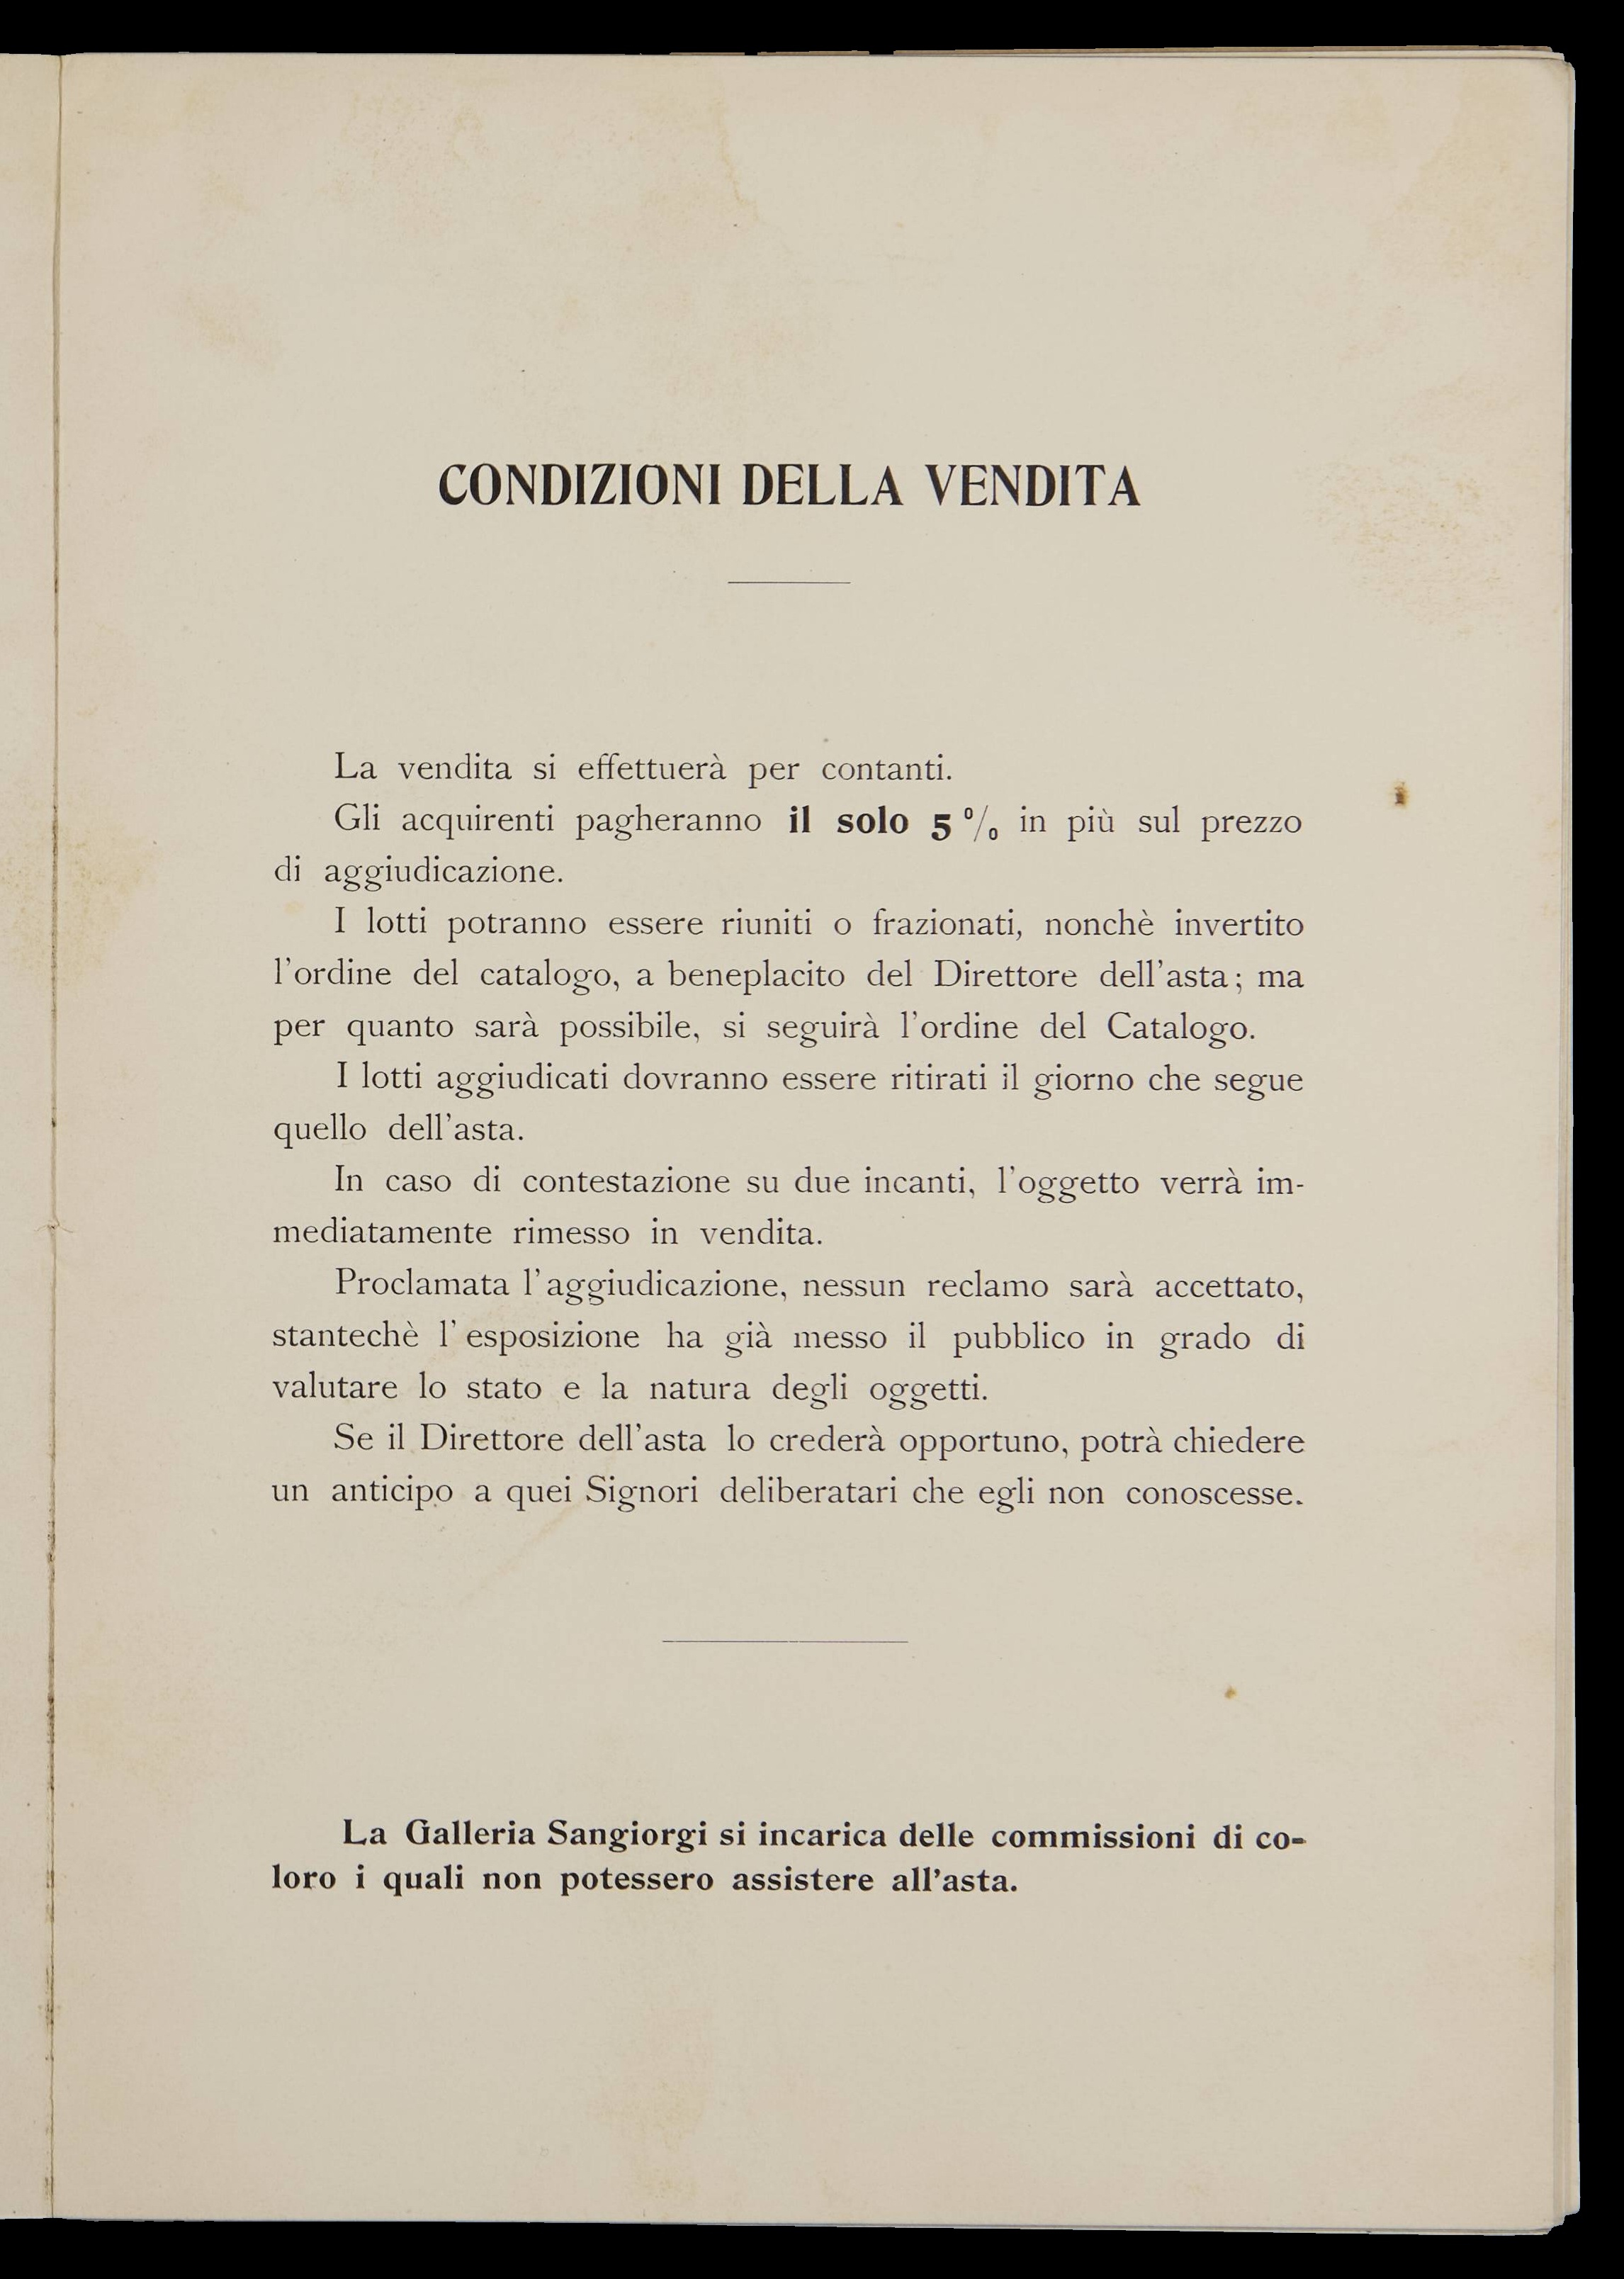 CONDIZIONI DELLA VENDITA
La vendita si effettuerà per contanti.
Gli acquirenti pagheranno il solo 5 % in più sul prezzo
di aggiudicazione.
I lotti potranno essere riuniti o frazionati, nonchè invertito
l'ordine del catalogo, a beneplacito del Direttore dell'asta; ma
per quanto sarà possibile, si seguirà l'ordine del Catalogo.
I lotti aggiudicati dovranno essere ritirati il giorno che segue
quello dell'asta.
In caso di contestazione su due incanti, l'oggetto verrà im-
mediatamente rimesso in vendita.
Proclamata l'aggiudicazione, nessun reclamo sarà accettato,
stantechè l'esposizione ha già messo il pubblico in grado di
valutare lo stato e la natura degli oggetti.
Se il Direttore dell'asta lo crederà opportuno, potrà chiedere
un anticipo a quei Signori deliberatari che egli non conoscesse.
La Galleria Sangiorgi si incarica delle commissioni di co-
loro i quali non potessero assistere all'asta.